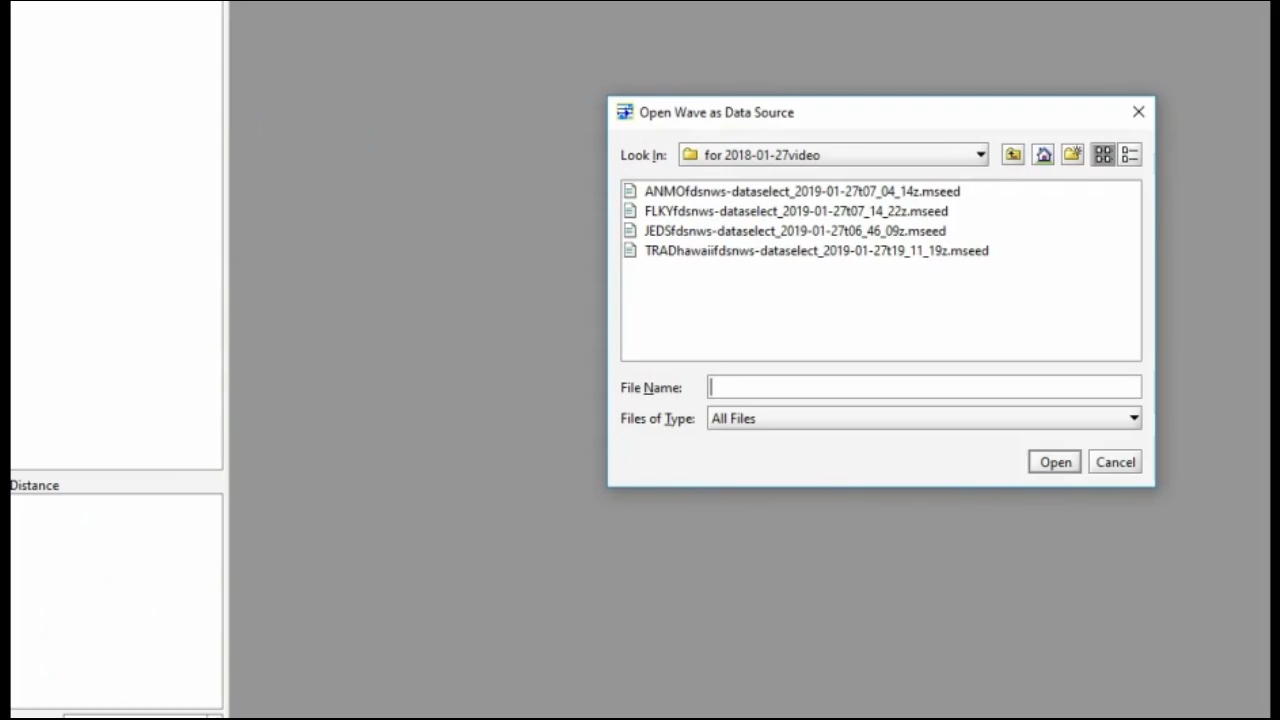 Open Wave as Data Source
Look In: for 2018-01-27video
ANMOfdsnws-dataselect_2019-01-27t07_04_14z.mseed
FLKYfdsnws-dataselect_2019-01-27t07_14_22z.mseed
JEDSfdsnws-dataselect_2019-01-27t06_46_09z.mseed
TRADhawaiifdsnws-dataselect_2019-01-27t19_11_19z.mseed
File Name:
Files of Type: All Files
Open Cancel
Distance